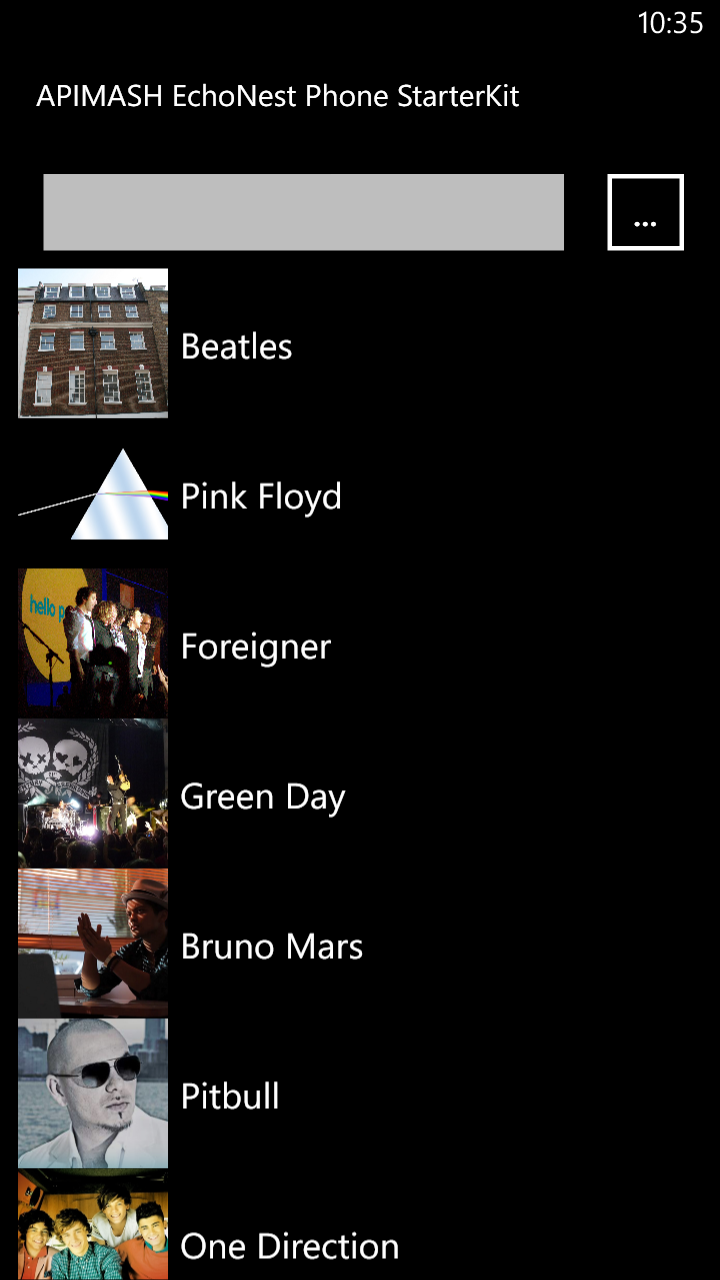 10:35
APIMASH EchoNest Phone StarterKit
...
Beatles
Pink Floyd
hello p
Foreigner
Green Day
Bruno Mars
Pitbull
One Direction